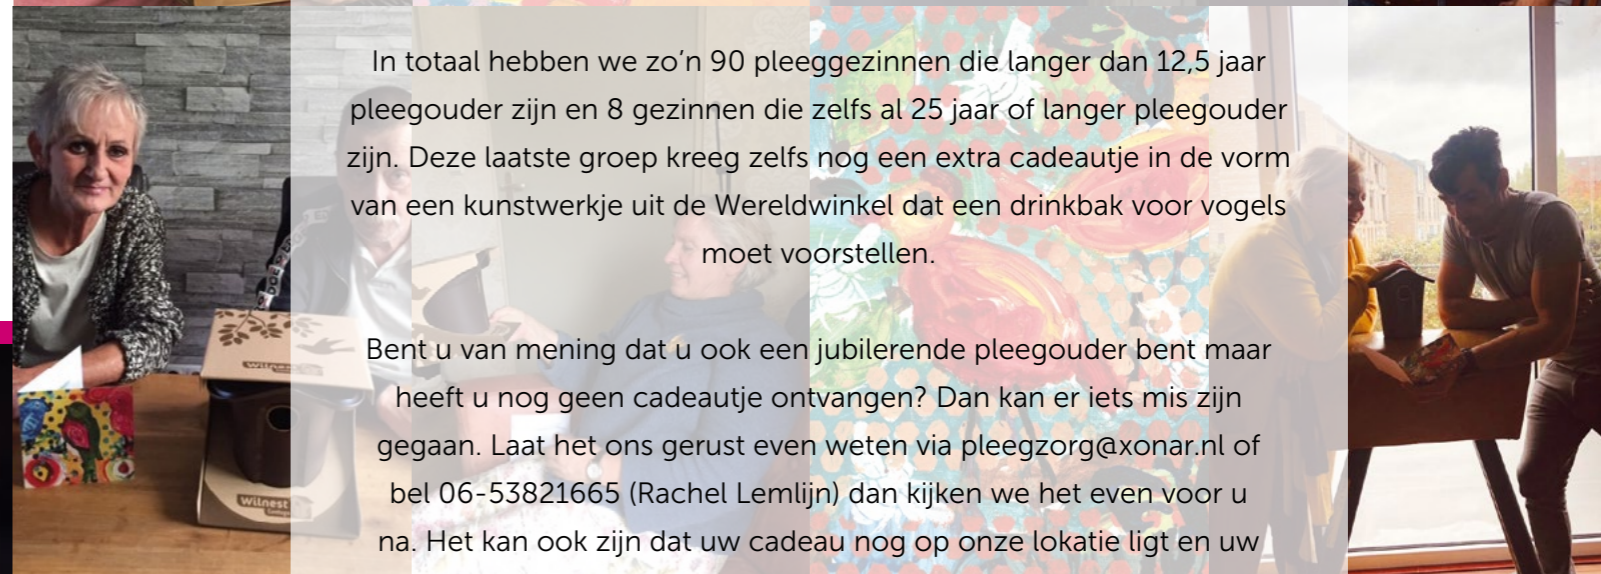 In totaal hebben we zo'n 90 pleeggezinnen die langer dan 12,5 jaar
pleegouder zijn en 8 gezinnen die zelfs al 25 jaar of langer pleegouder
zijn. Deze laatste groep kreeg zelfs nog een extra cadeautje in de vorm
van een kunstwerkje uit de Wereldwinkel dat een drinkbak voor vogels
moet voorstellen.
Bent u van mening dat u ook een jubilerende pleegouder bent maar
heeft u nog geen cadeautje ontvangen? Dan kan er iets mis zijn
gegaan. Laat het ons gerust even weten via pleegzorg@xonar.nl of
bel 06-53821665 (Rachel Lemlijn) dan kijken we het even voor u
na. Het kan ook zijn dat uw cadeau nog op onze lokatie ligt en uw
Wilnest